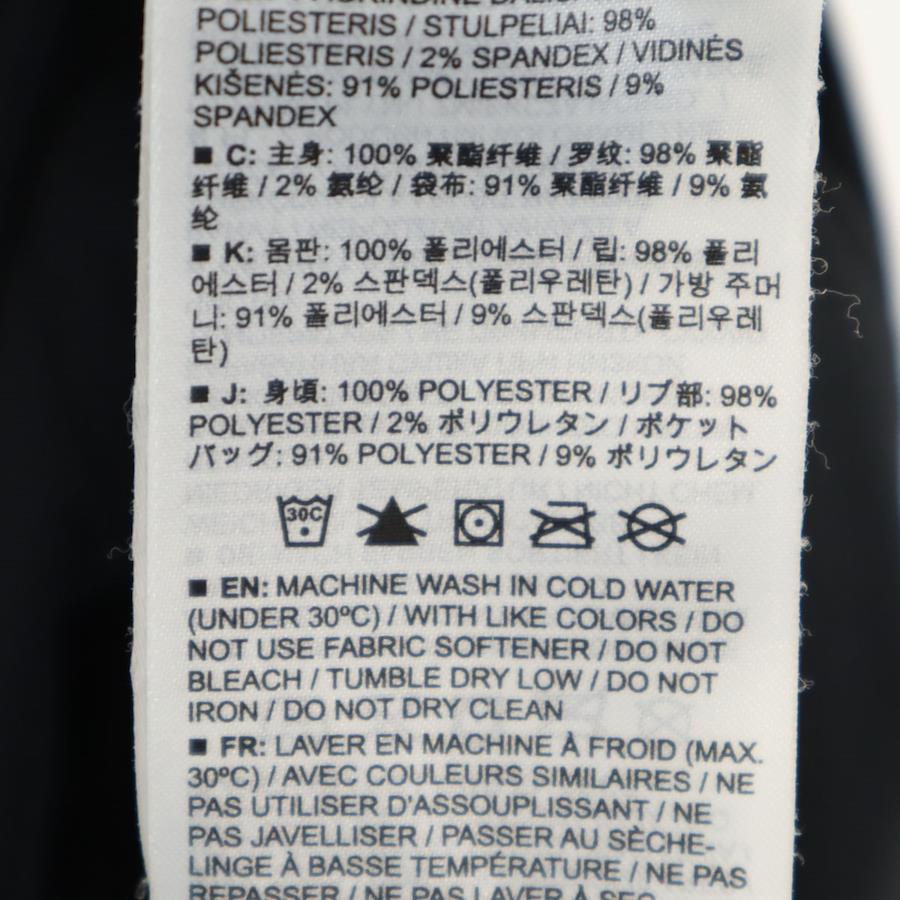 POLIESTERIS / STULPELIAI: 98%
POLIESTERIS / 2% SPANDEX / VIDINĖS
KIŠENĖS: 91% POLIESTERIS / 9%
SPANDEX
■ C: 主身: 100% 聚酯纤维 / 罗纹: 98% 聚酯
纤维 / 2% 氨纶 / 袋布: 91% 聚酯纤维 / 9% 氨
纶
■ K: 몸판: 100% 폴리에스터 / 립: 98% 폴리
에스터 / 2% 스판덱스(폴리우레탄) / 가방 주머
니: 91% 폴리에스터 / 9% 스판덱스(폴리우레
탄)
■ J: 身頃: 100% POLYESTER / リブ部: 98%
POLYESTER / 2% ポリウレタン / ポケット
バッグ: 91% POLYESTER / 9% ポリウレタン
30C
■ EN: MACHINE WASH IN COLD WATER
(UNDER 30ºC) / WITH LIKE COLORS / DO
NOT USE FABRIC SOFTENER / DO NOT
BLEACH / TUMBLE DRY LOW / DO NOT
IRON / DO NOT DRY CLEAN
■ FR: LAVER EN MACHINE À FROID (MAX.
30ºC) / AVEC COULEURS SIMILAIRES / NE
PAS UTILISER D'ASSOUPLISSANT / NE
PAS JAVELLISER / PASSER AU SÈCHE-
LINGE À BASSE TEMPÉRATURE / NE PAS
REPASSER / NE PAS LAVER À SEC